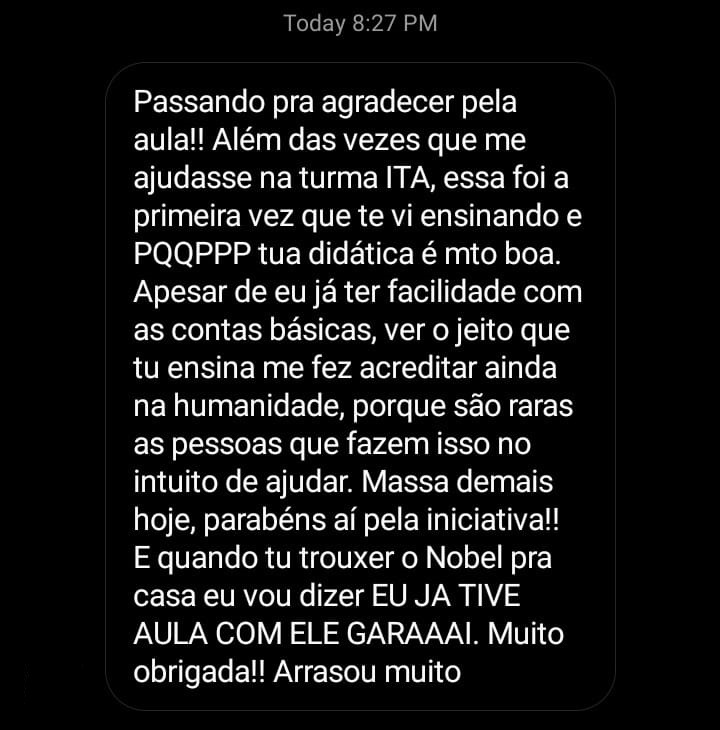 Today 8:27 PM
Passando pra agradecer pela
aula!! Além das vezes que me
ajudasse na turma ITA, essa foi a
primeira vez que te vi ensinando e
PQQPPP tua didática é mto boa.
Apesar de eu já ter facilidade com
as contas básicas, ver o jeito que
tu ensina me fez acreditar ainda
na humanidade, porque são raras
as pessoas que fazem isso no
intuito de ajudar. Massa demais
hoje, parabéns aí pela iniciativa!!
E quando tu trouxer o Nobel pra
casa eu vou dizer EU JA TIVE
AULA COM ELE GARAAAI. Muito
obrigada!! Arrasou muito